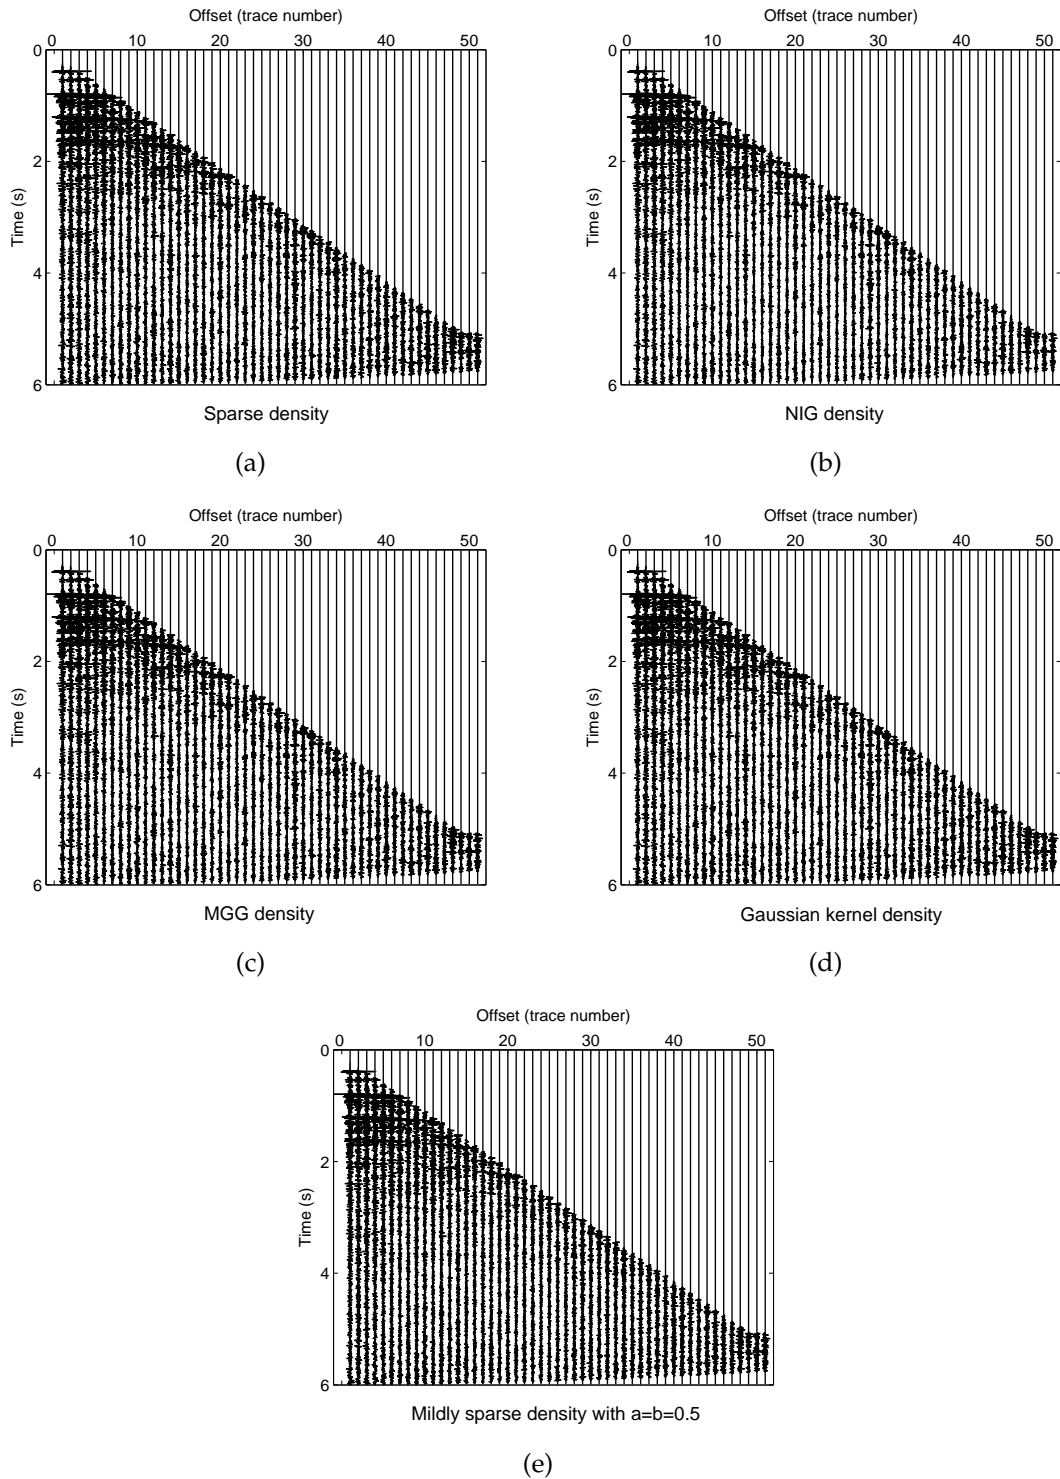 Offset (trace number)
0 10 20 30 40 50
0
2
4
6
Time (s)
Sparse density
(a)
Offset (trace number)
0 10 20 30 40 50
0
2
4
6
Time (s)
NIG density
(b)
Offset (trace number)
0 10 20 30 40 50
0
2
4
6
Time (s)
MGG density
(c)
Offset (trace number)
0 10 20 30 40 50
0
2
4
6
Time (s)
Gaussian kernel density
(d)
Offset (trace number)
0 10 20 30 40 50
0
2
4
6
Time (s)
Mildly sparse density with a=b=0.5
(e)